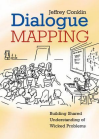 Jeffrey Conklin
Dialogue
MAPPING
Building Shared
Understanding of
Wicked Problems